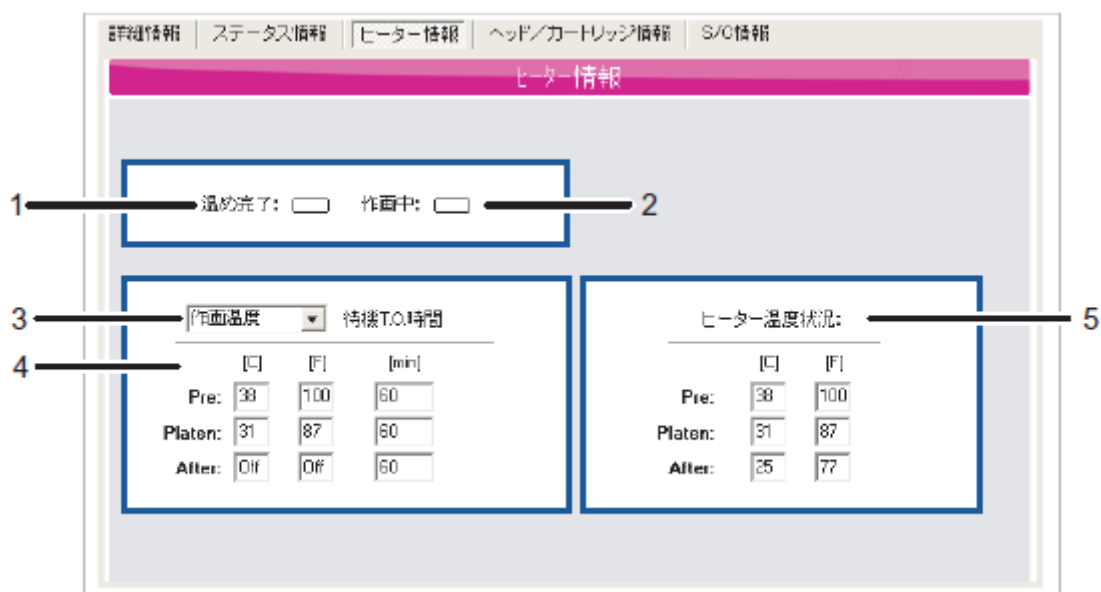 詳細情報 ステータス情報 ヒーター情報 ヘッド/カートリッジ情報 S/C情報
ヒーター情報
1 温め完了: 作画中: 2
3 作画温度 待機T.O.時間
ヒーター温度状況: 5
4 [C] [F] [min]
Pre: 38 100 60
Platen: 31 87 60
After: Off Off 60
[C] [F]
Pre: 38 100
Platen: 31 87
After: 25 77